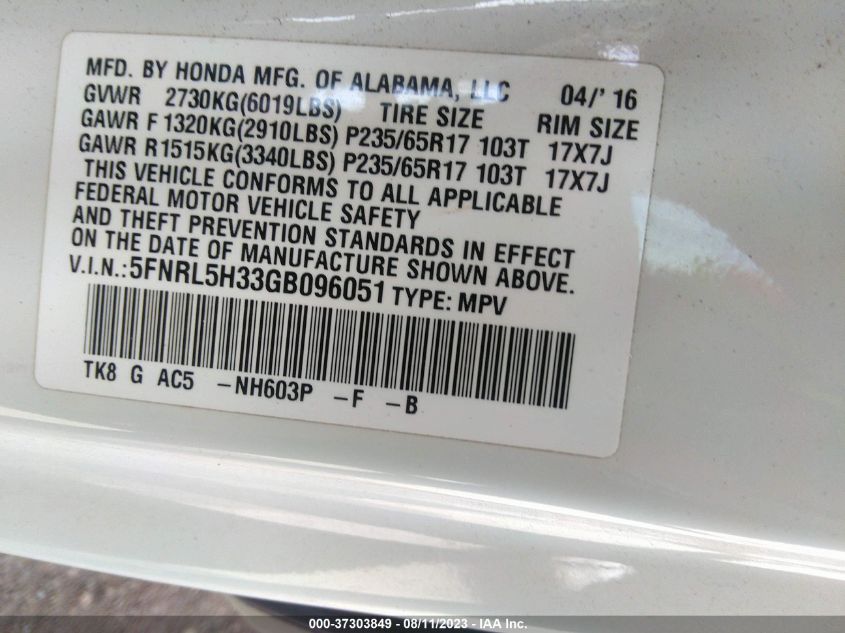 MFD. BY HONDA MFG. OF ALABAMA, LLC 04/' 16
GVWR 2730KG(6019LBS) TIRE SIZE RIM SIZE
GAWR F 1320KG(2910LBS) P235/65R17 103T 17X7J
GAWR R1515KG(3340LBS) P235/65R17 103T 17X7J
THIS VEHICLE CONFORMS TO ALL APPLICABLE
FEDERAL MOTOR VEHICLE SAFETY
AND THEFT PREVENTION STANDARDS IN EFFECT
ON THE DATE OF MANUFACTURE SHOWN ABOVE.
V.I.N.:5FNRL5H33GB096051 TYPE: MPV
TK8 G AC5 -NH603P -F -B
000-37303849 - 08/11/2023 - IAA Inc.